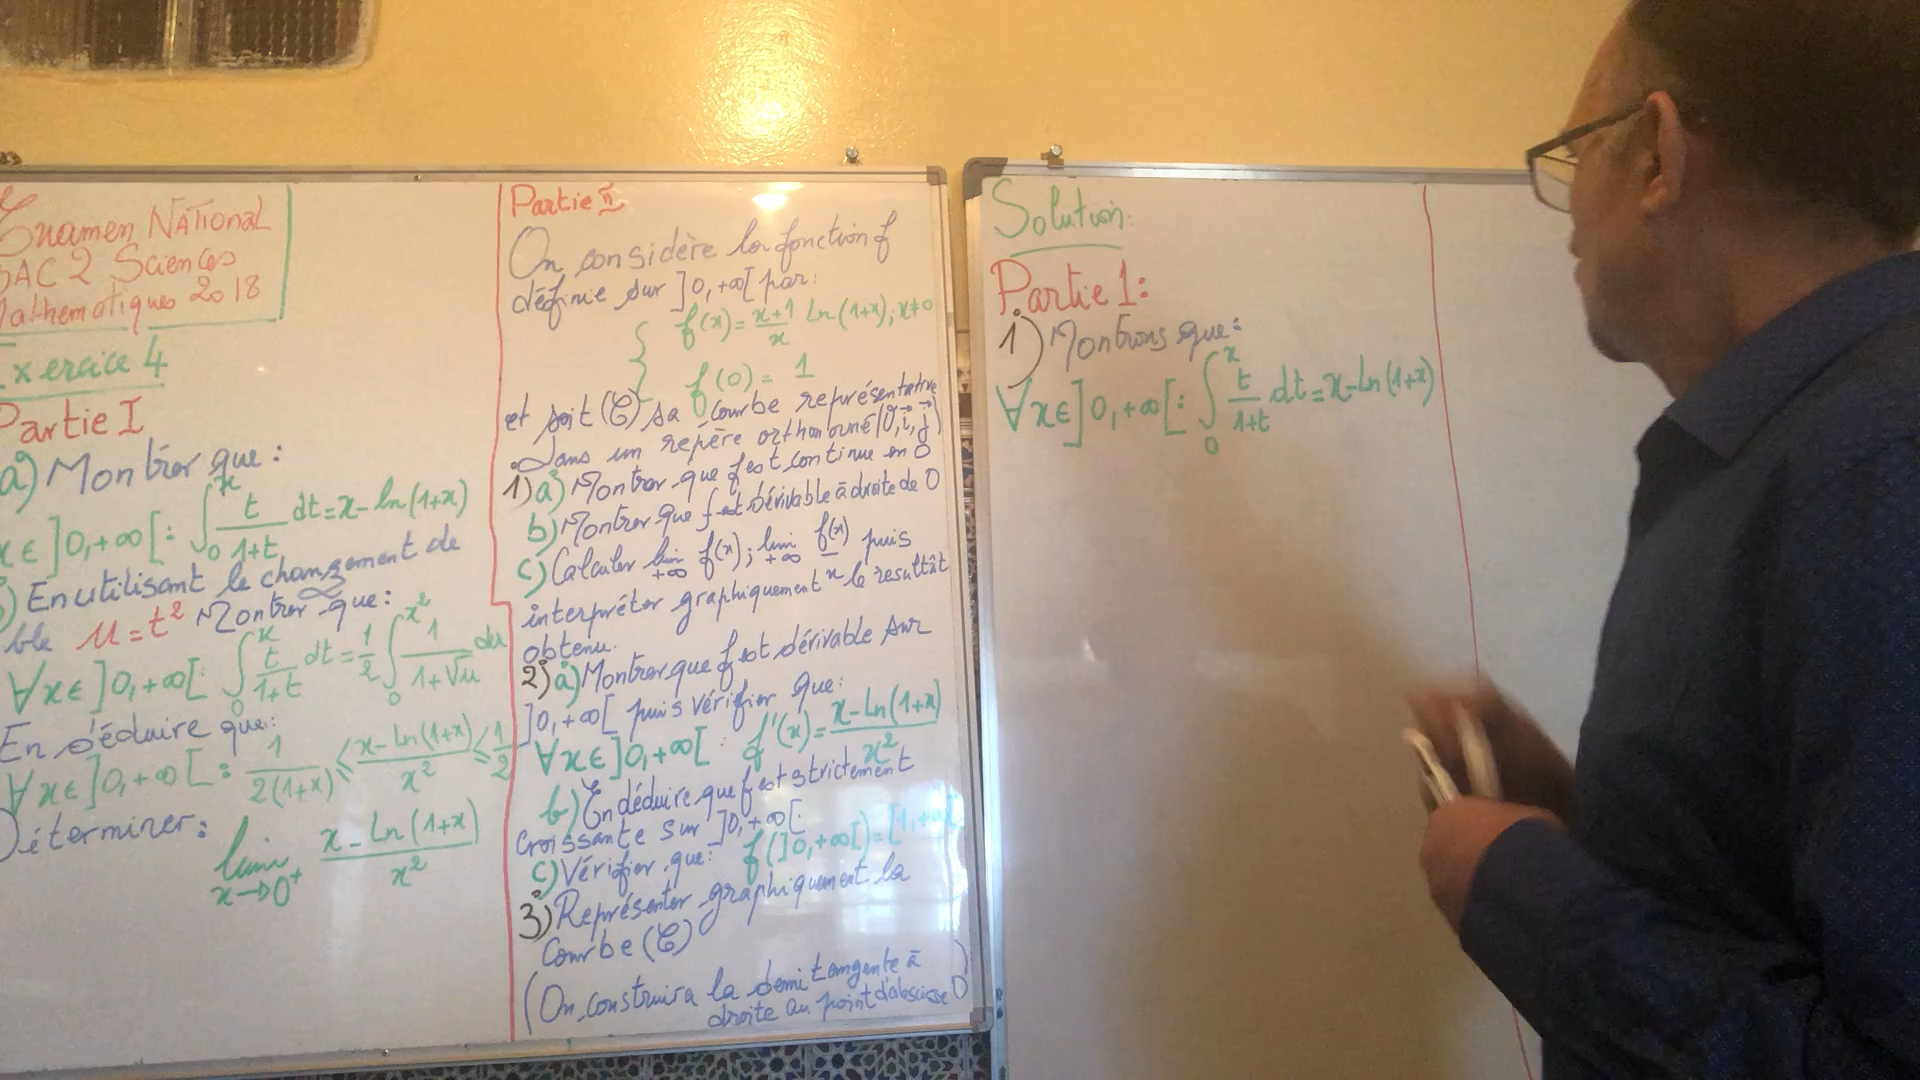 Examen National
BAC 2 Sciences
Mathematiques 2018
Exercice 4
Partie I
a) Montrer que :
x ∈ ]0,+∞[ : ∫₀ˣ t/(1+t) dt = x - ln(1+x)
) En utilisant le changement de
ble u = t² Montrer que :
∀x ∈ ]0,+∞[ : ∫₀ˣ t/(1+t) dt = 1/2 ∫₀^(x²) 1/(1+√u) du
En déduire que :
∀x ∈ ]0,+∞[ : 1/(2(1+x)) ≤ (x - ln(1+x))/x² ≤ 1/2
Déterminer :
lim x→0⁺ (x - Ln(1+x))/x²
Partie II
On considère la fonction f
définie sur ]0,+∞[ par :
{ f(x) = (x+1)/x Ln(1+x) ; x≠0
f(0) = 1
et soit (C) sa Courbe représentative
dans un repère orthonormé (O, i⃗, j⃗)
1) a) Montrer que f est continue en 0
b) Montrer que f est dérivable à droite de 0
c) Calculer lim +∞ f(x) ; lim +∞ f(x)/x puis
interpréter graphiquement le resultât
obtenu.
2) a) Montrer que f est dérivable sur
]0,+∞[ puis vérifier que :
∀x ∈ ]0,+∞[ : f'(x) = (x - Ln(1+x))/x²
b) En déduire que f est strictement
croissante sur ]0,+∞[.
c) Vérifier que : f(]0,+∞[) = [1,+∞[
3) Représenter graphiquement la
Courbe (C)
(On construira la demi tangente à
droite au point d'abscisse 0)
Solution :
Partie 1 :
1) Montrons que :
∀x ∈ ]0,+∞[ : ∫₀ˣ t/(1+t) dt = x - Ln(1+x)